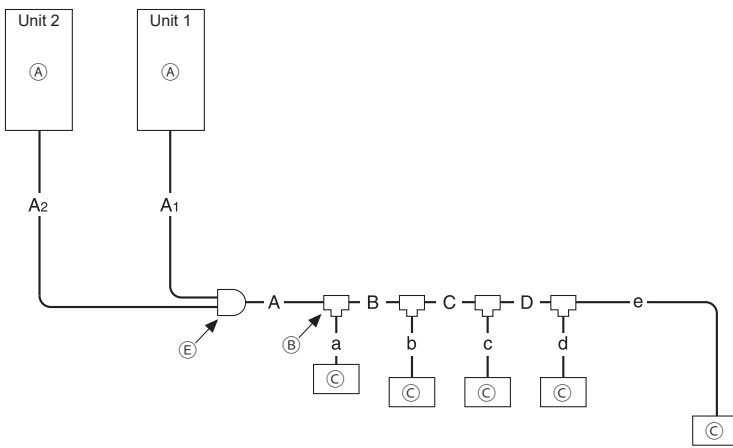 Unit 2 Unit 1
Ⓐ Ⓐ
A2 A1
A B C D e
Ⓔ Ⓑ a b c d
Ⓒ Ⓒ Ⓒ Ⓒ
Ⓒ